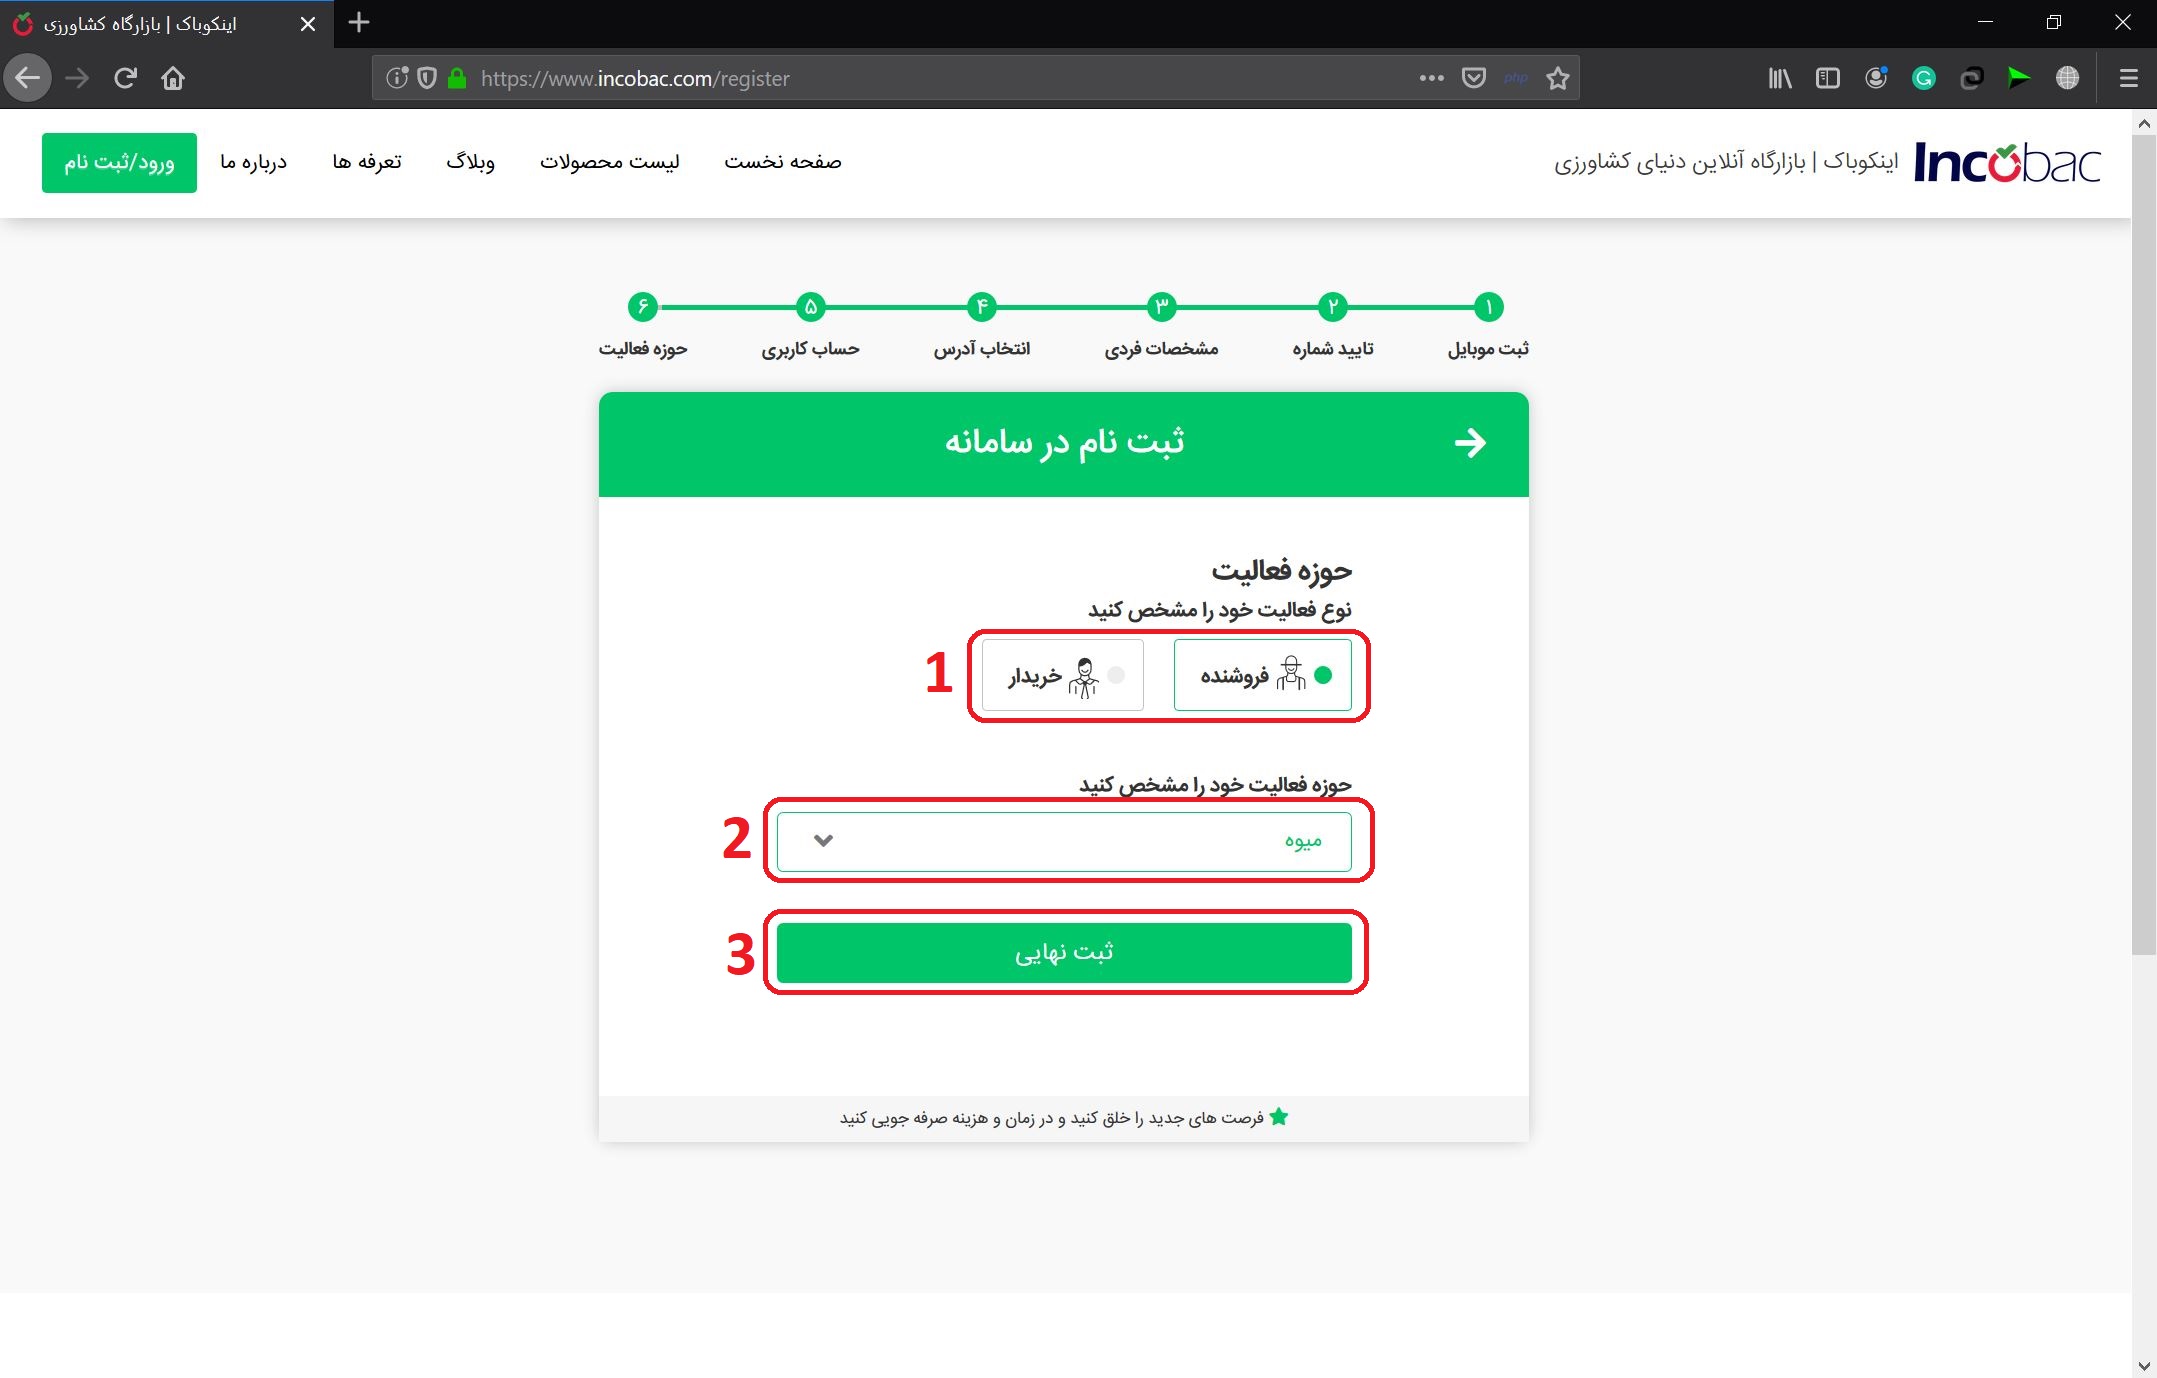 اینکوباک | بازارگاه کشاورزی
https://www.incobac.com/register
php
Incobac
اینکوباک | بازارگاه آنلاین دنیای کشاورزی
صفحه نخست
لیست محصولات
وبلاگ
تعرفه ها
درباره ما
ورود/ثبت نام
۱
۲
۳
۴
۵
۶
ثبت موبایل
تایید شماره
مشخصات فردی
انتخاب آدرس
حساب کاربری
حوزه فعالیت
ثبت نام در سامانه
حوزه فعالیت
نوع فعالیت خود را مشخص کنید
فروشنده
خریدار
1
حوزه فعالیت خود را مشخص کنید
میوه
2
ثبت نهایی
3
فرصت های جدید را خلق کنید و در زمان و هزینه صرفه جویی کنید